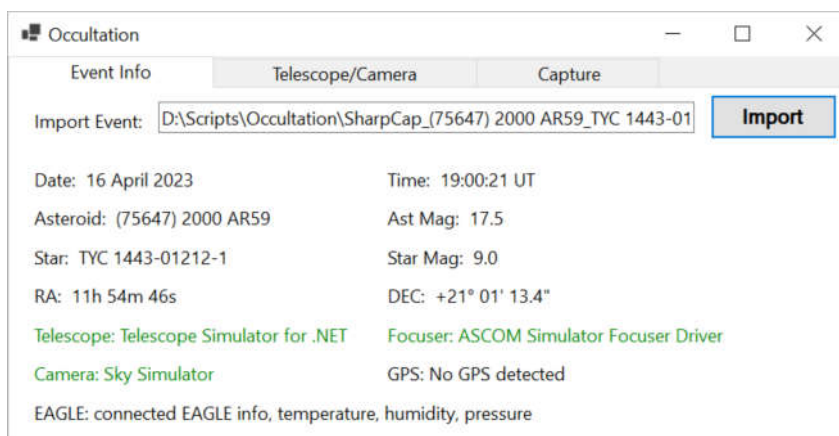 Occultation
Event Info Telescope/Camera Capture
Import Event: D:\Scripts\Occultation\SharpCap_(75647) 2000 AR59_TYC 1443-01 Import
Date: 16 April 2023 Time: 19:00:21 UT
Asteroid: (75647) 2000 AR59 Ast Mag: 17.5
Star: TYC 1443-01212-1 Star Mag: 9.0
RA: 11h 54m 46s DEC: +21° 01' 13.4"
Telescope: Telescope Simulator for .NET Focuser: ASCOM Simulator Focuser Driver
Camera: Sky Simulator GPS: No GPS detected
EAGLE: connected EAGLE info, temperature, humidity, pressure